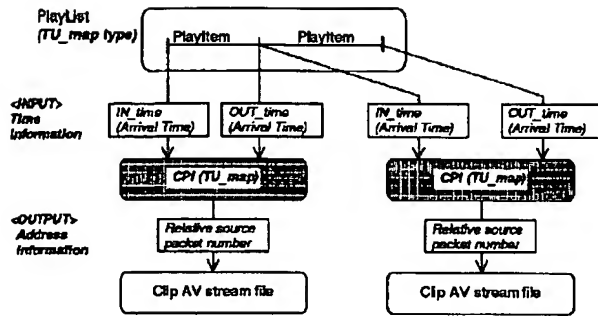 PlayList
(TU_map type)
PlayItem PlayItem
<INPUT>
Time
Information
IN_time
(Arrival Time)
OUT_time
(Arrival Time)
IN_time
(Arrival Time)
OUT_time
(Arrival Time)
CPI (TU_map)
CPI (TU_map)
<OUTPUT>
Address
Information
Relative source
packet number
Relative source
packet number
Clip AV stream file
Clip AV stream file